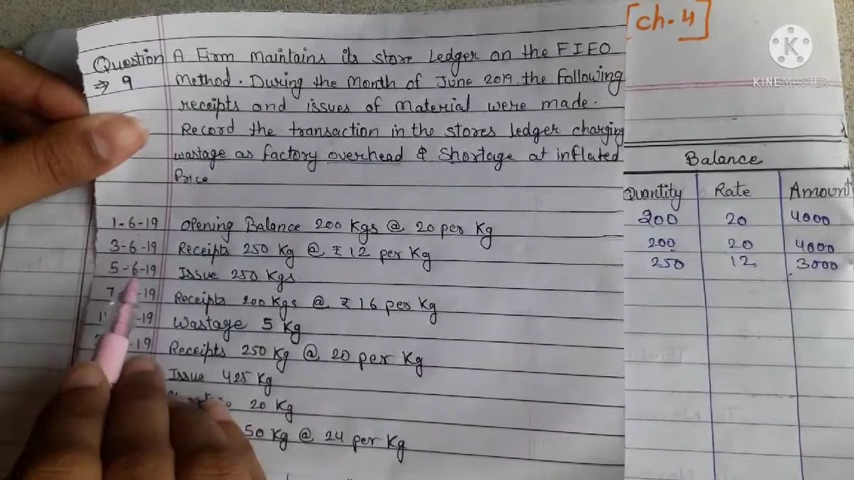 [ch-4]
K
KINEMASTER
Question A Firm maintains its store Ledger on the FIFO
⇒ 9 Method. During the Month of June 2019 the following
receipts and issues of Material were made.
Record the transaction in the stores ledger charging
wastage as factory overhead & Shortage at inflated
Price
1-6-19 Opening Balance 200 Kgs @ 20 per Kg
3-6-19 Receipts 250 Kg @ ₹12 per Kg
5-6-19 Issue 250 Kgs
7 -19 Receipts 200 Kgs @ ₹16 per Kg
-19 Wastage 5 Kg
-19 Receipts 250 Kg @ 20 per Kg
Issue 425 Kg
20 Kg
50 Kg @ 24 per Kg
Balance
Quantity Rate Amount
200 20 4000
200 20 4000
250 12 3000